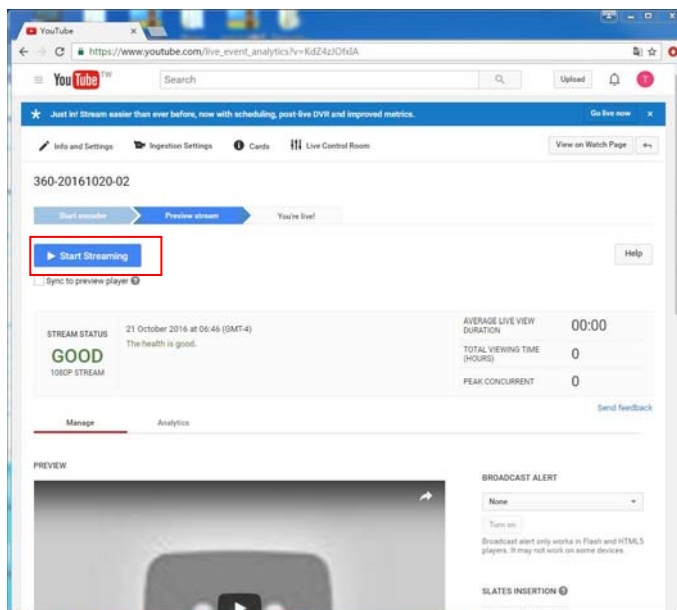 YouTube
https://www.youtube.com/live_event_analytics?v=KdZ4zJOfxlA
YouTube TW
Search
Upload
T
Just in! Stream easier than ever before, now with scheduling, post-live DVR and improved metrics.
Go live now
Info and Settings
Ingestion Settings
Cards
Live Control Room
View on Watch Page
360-20161020-02
Start encoder
Preview stream
You're live!
Start Streaming
Help
Sync to preview player
STREAM STATUS
GOOD
1080P STREAM
21 October 2016 at 06:46 (GMT-4)
The health is good.
AVERAGE LIVE VIEW
DURATION
00:00
TOTAL VIEWING TIME
(HOURS)
0
PEAK CONCURRENT
0
Send feedback
Manage
Analytics
PREVIEW
BROADCAST ALERT
None
Turn on
Broadcast alert only works in Flash and HTML5
players. It may not work on some devices.
SLATES INSERTION